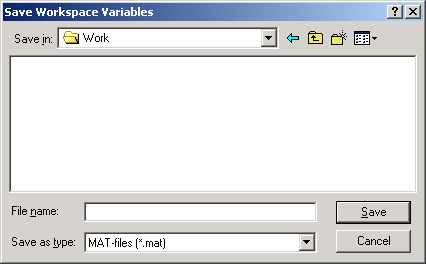 Save Workspace Variables
Save in: Work
File name:
Save
Save as type: MAT-files (*.mat)
Cancel